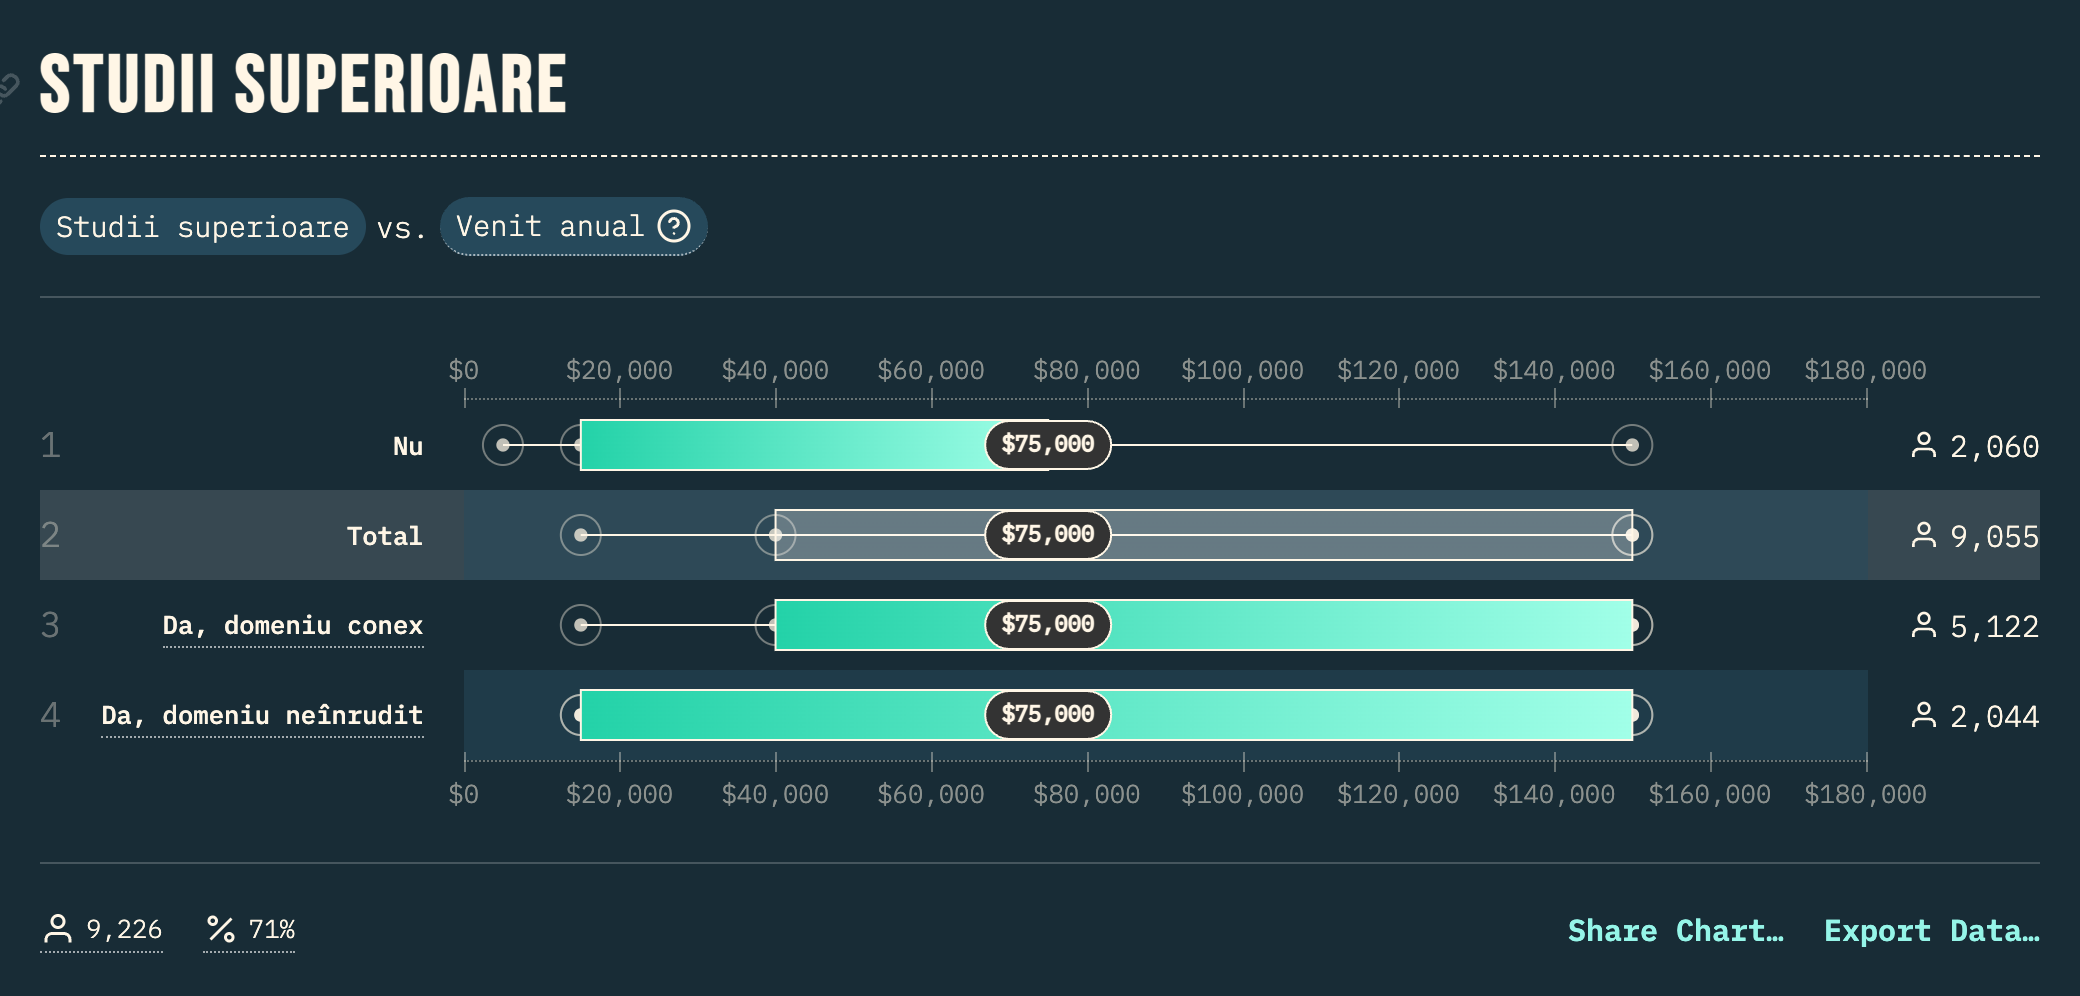 STUDII SUPERIOARE
Studii superioare vs. Venit anual
$0 $20,000 $40,000 $60,000 $80,000 $100,000 $120,000 $140,000 $160,000 $180,000
1 Nu $75,000 2,060
2 Total $75,000 9,055
3 Da, domeniu conex $75,000 5,122
4 Da, domeniu neînrudit $75,000 2,044
$0 $20,000 $40,000 $60,000 $80,000 $100,000 $120,000 $140,000 $160,000 $180,000
9,226 71% Share Chart… Export Data…